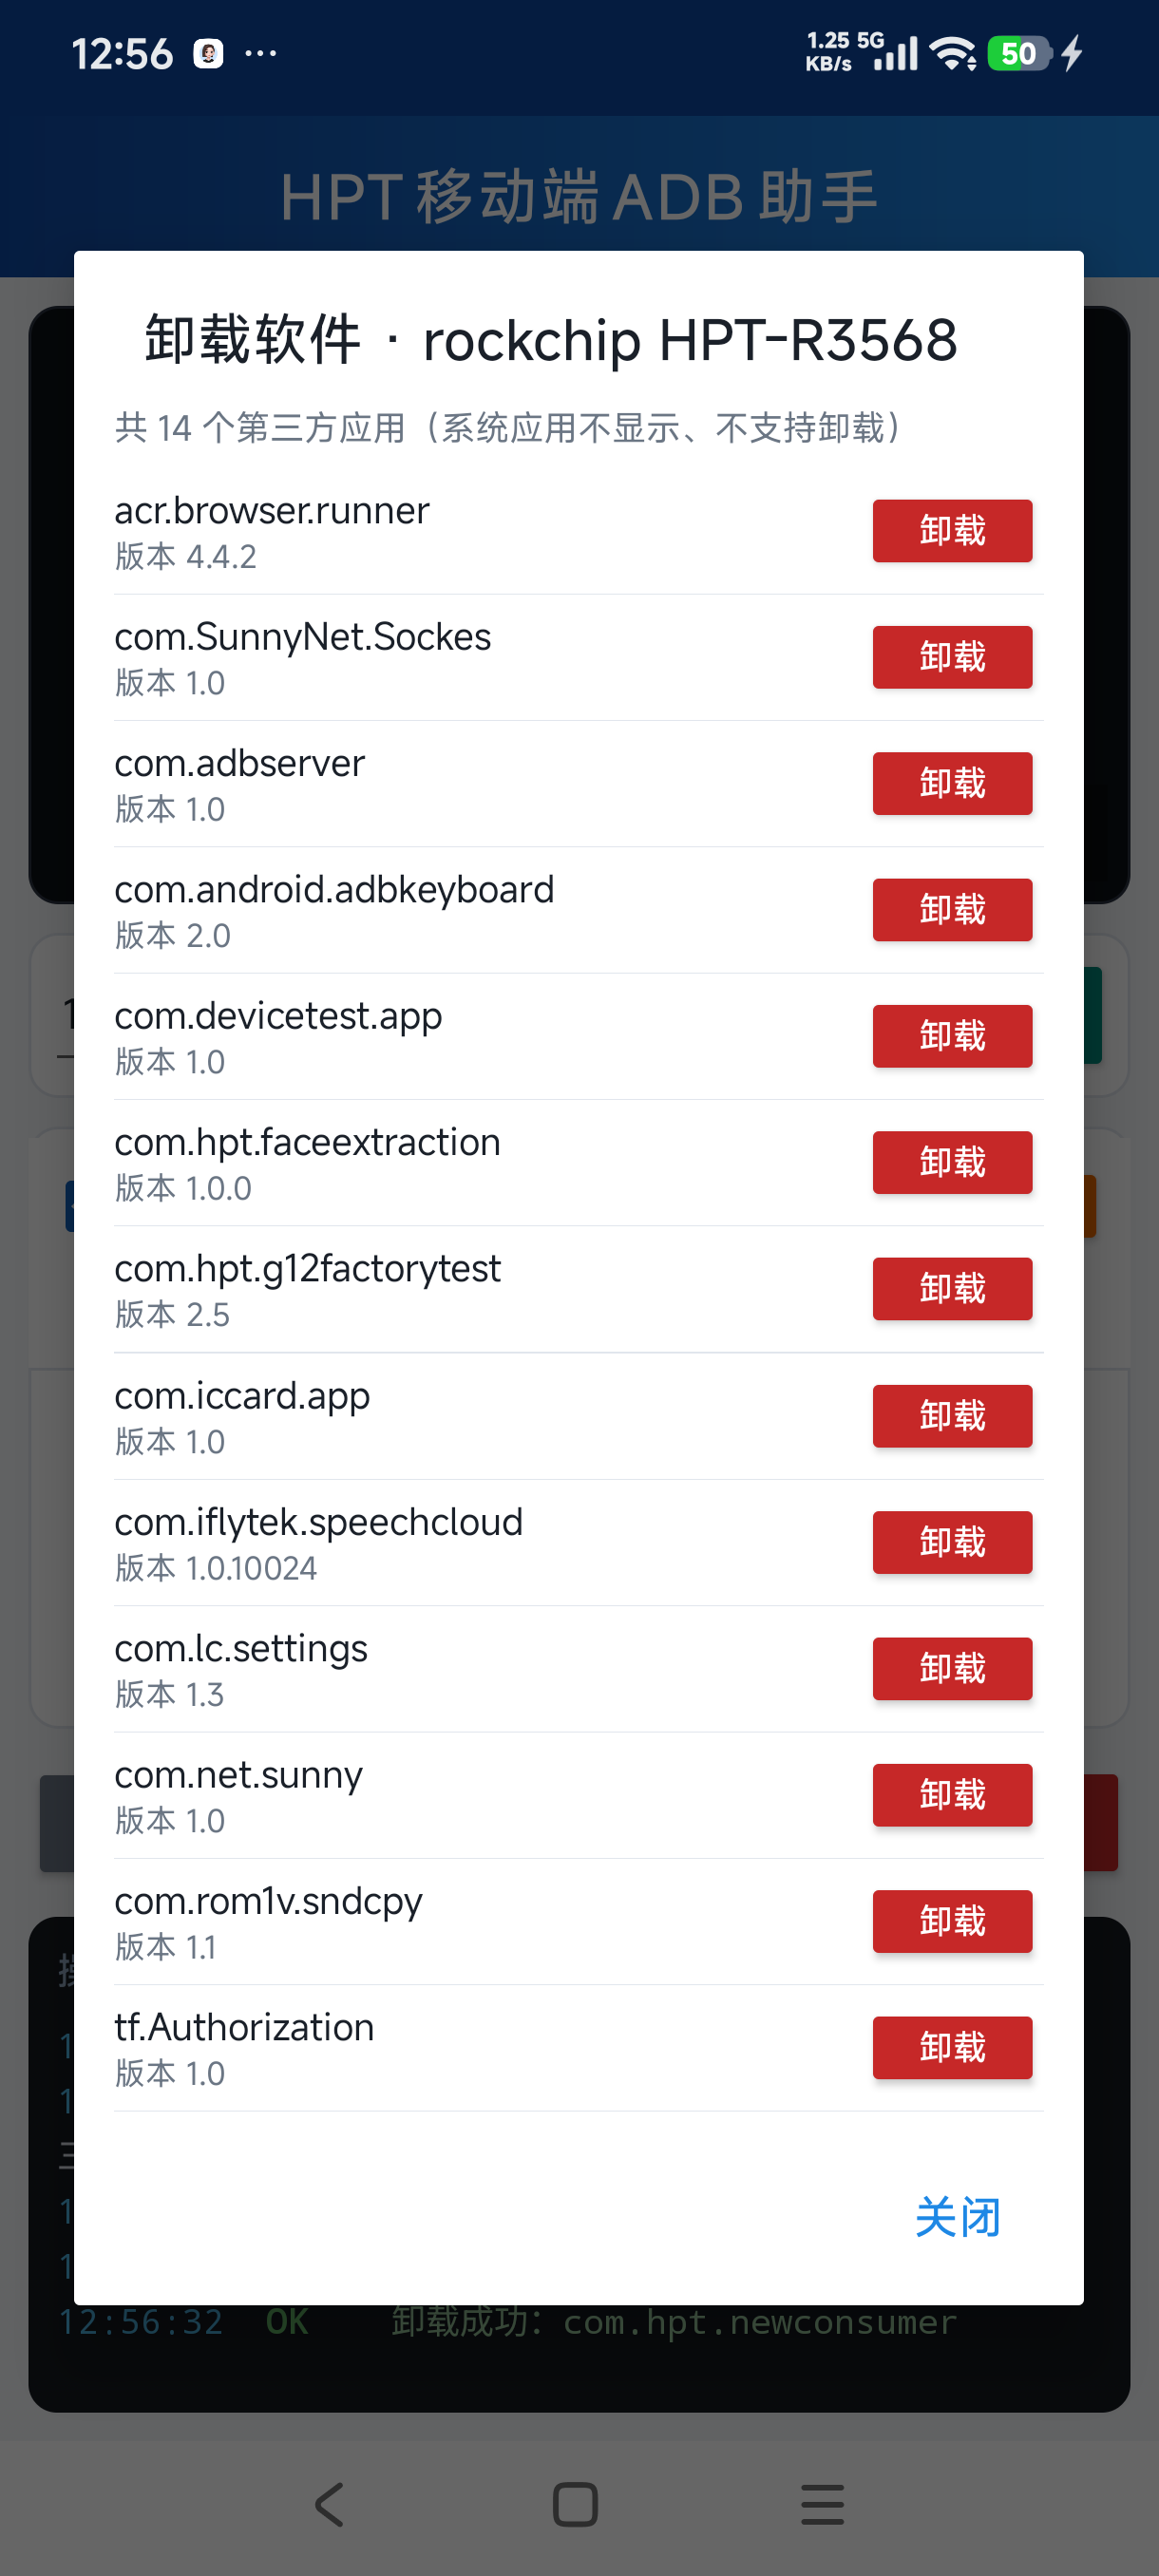 12:56
1.25 5G
KB/s
50
HPT移动端ADB助手
卸载软件 · rockchip HPT-R3568
共 14 个第三方应用（系统应用不显示、不支持卸载）
acr.browser.runner
版本 4.4.2
卸载
com.SunnyNet.Sockes
版本 1.0
卸载
com.adbserver
版本 1.0
卸载
com.android.adbkeyboard
版本 2.0
卸载
com.devicetest.app
版本 1.0
卸载
com.hpt.faceextraction
版本 1.0.0
卸载
com.hpt.g12factorytest
版本 2.5
卸载
com.iccard.app
版本 1.0
卸载
com.iflytek.speechcloud
版本 1.0.10024
卸载
com.lc.settings
版本 1.3
卸载
com.net.sunny
版本 1.0
卸载
com.rom1v.sndcpy
版本 1.1
卸载
tf.Authorization
版本 1.0
卸载
关闭
12:56:32 OK 卸载成功：com.hpt.newconsumer